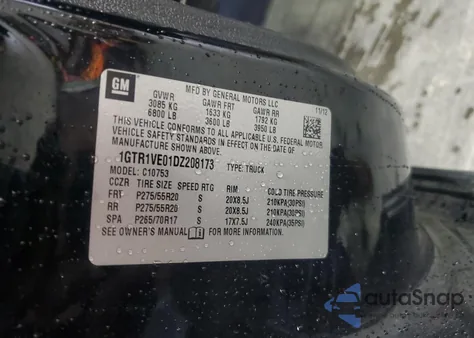 GM
MFD BY GENERAL MOTORS LLC
11/12
GVWR GAWR FRT GAWR RR
3085 KG 1633 KG 1792 KG
6800 LB 3600 LB 3950 LB
THIS VEHICLE CONFORMS TO ALL APPLICABLE U.S. FEDERAL MOTOR
VEHICLE SAFETY STANDARDS IN EFFECT ON THE DATE OF
MANUFACTURE SHOWN ABOVE.
1GTR1VE01DZ208173 TYPE: TRUCK
MODEL: C10753
CCZR TIRE SIZE SPEED RTG RIM COLD TIRE PRESSURE
FRT P275/55R20 S 20X8.5J 210KPA(30PSI)
RR P275/55R20 S 20X8.5J 210KPA(30PSI)
SPA P265/70R17 S 17X7.5J 240KPA(35PSI)
SEE OWNER'S MANUAL FOR MORE INFORMATION.
autoSnap